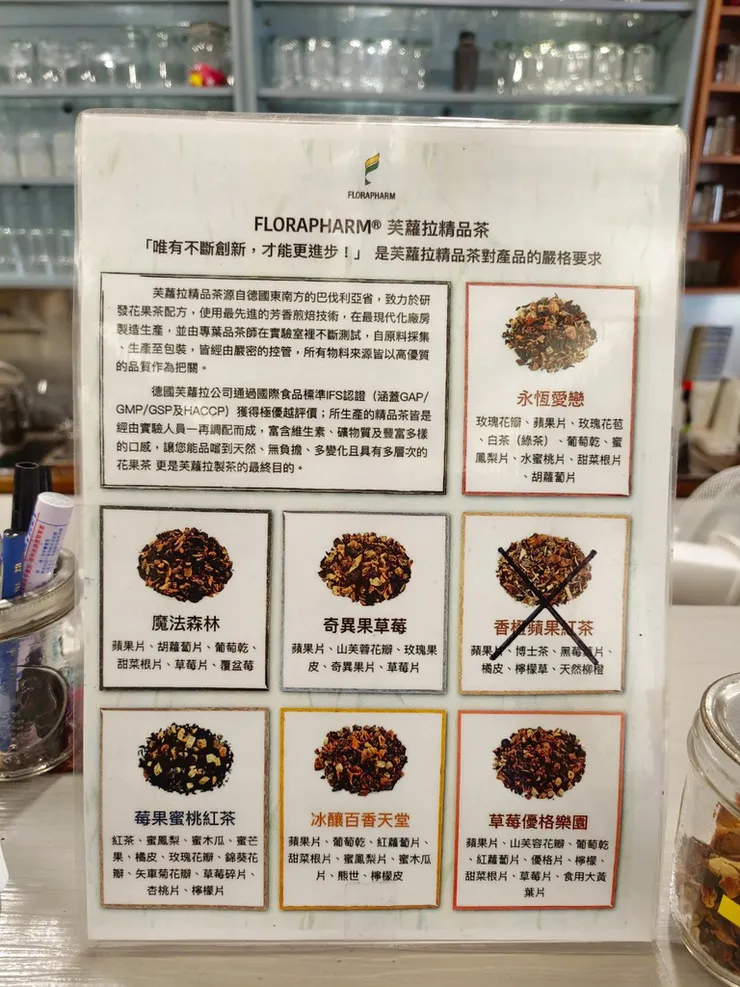 FLORAPHARM
FLORAPHARM® 芙蘿拉精品茶
「唯有不斷創新，才能更進步！」 是芙蘿拉精品茶對產品的嚴格要求
芙蘿拉精品茶源自德國東南方的巴伐利亞省，致力於研
發花果茶配方，使用最先進的芳香煎焙技術，在最現代化廠房
製造生產，並由專業品茶師在實驗室裡不斷測試，自原料採集
、生產至包裝，皆經由嚴密的控管，所有物料來源皆以高優質
的品質作為把關。
德國芙蘿拉公司通過國際食品標準IFS認證（涵蓋GAP/
GMP/GSP及HACCP）獲得極優越評價；所生產的精品茶皆是
經由實驗人員一再調配而成，富含維生素、礦物質及豐富多樣
的口感，讓您能品嚐到天然、無負擔、多變化且具有多層次的
花果茶 更是芙蘿拉製茶的最終目的。
永恆愛戀
玫瑰花瓣、蘋果片、玫瑰花苞
、白茶（綠茶）、葡萄乾、蜜
鳳梨片、水蜜桃片、甜菜根片
、胡蘿蔔片
魔法森林
蘋果片、胡蘿蔔片、葡萄乾、
甜菜根片、草莓片、覆盆莓
奇異果草莓
蘋果片、山芙蓉花瓣、玫瑰果
皮、奇異果片、草莓片
香橙蘋果紅茶
蘋果片、博士茶、黑莓葉片、
橘皮、檸檬草、天然柳橙
莓果蜜桃紅茶
紅茶、蜜鳳梨、蜜木瓜、蜜芒
果、橘皮、玫瑰花瓣、錦葵花
瓣、矢車菊花瓣、草莓碎片、
杏桃片、檸檬片
冰釀百香天堂
蘋果片、葡萄乾、紅蘿蔔片、
甜菜根片、蜜鳳梨片、蜜木瓜
片、熊世、檸檬皮
草莓優格樂園
蘋果片、山芙容花瓣、葡萄乾
、紅蘿蔔片、優格片、檸檬、
甜菜根片、草莓片、食用大黃
葉片